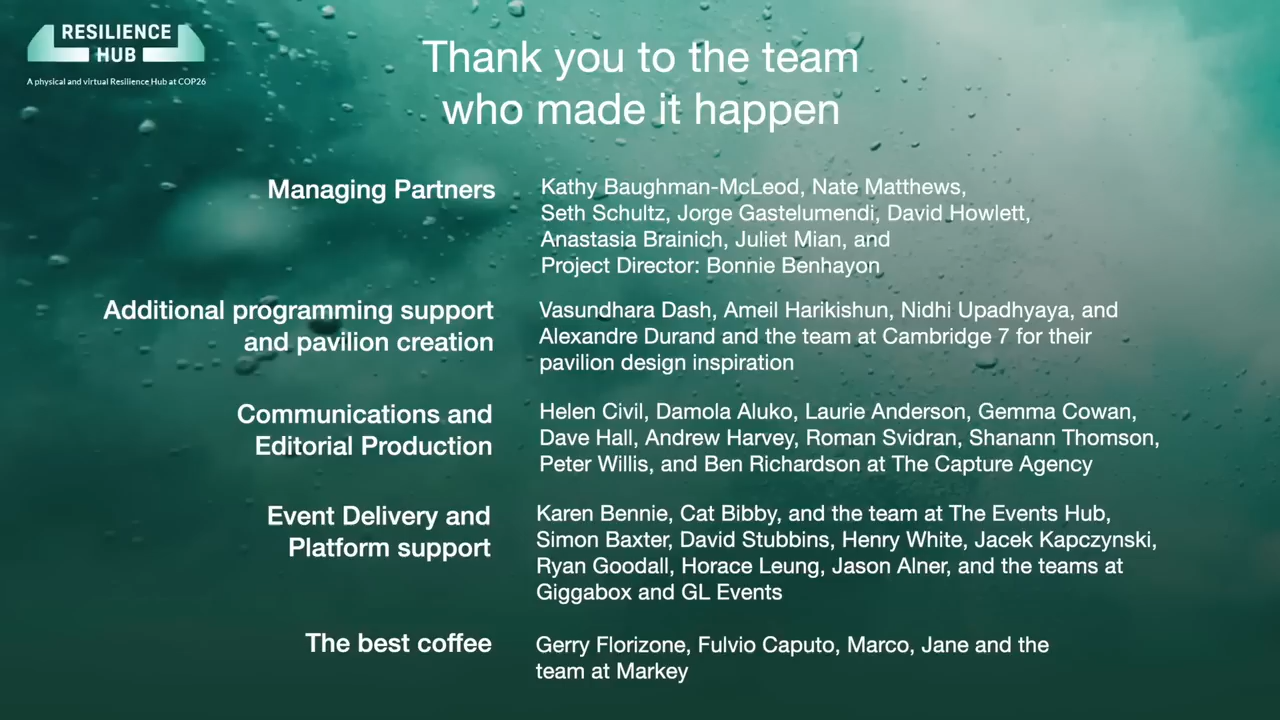 RESILIENCE
HUB
A physical and virtual Resilience Hub at COP26
Thank you to the team
who made it happen
Managing Partners
Kathy Baughman-McLeod, Nate Matthews,
Seth Schultz, Jorge Gastelumendi, David Howlett,
Anastasia Brainich, Juliet Mian, and
Project Director: Bonnie Benhayon
Additional programming support
and pavilion creation
Vasundhara Dash, Ameil Harikishun, Nidhi Upadhyaya, and
Alexandre Durand and the team at Cambridge 7 for their
pavilion design inspiration
Communications and
Editorial Production
Helen Civil, Damola Aluko, Laurie Anderson, Gemma Cowan,
Dave Hall, Andrew Harvey, Roman Svidran, Shanann Thomson,
Peter Willis, and Ben Richardson at The Capture Agency
Event Delivery and
Platform support
Karen Bennie, Cat Bibby, and the team at The Events Hub,
Simon Baxter, David Stubbins, Henry White, Jacek Kapczynski,
Ryan Goodall, Horace Leung, Jason Alner, and the teams at
Giggabox and GL Events
The best coffee
Gerry Florizone, Fulvio Caputo, Marco, Jane and the
team at Markey